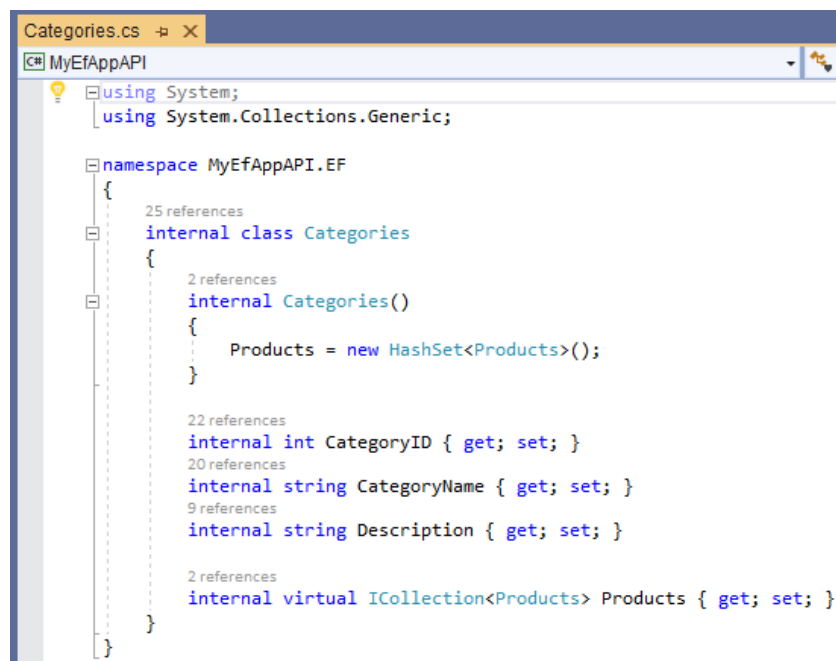 Categories.cs
C# MyEfAppAPI
using System;
using System.Collections.Generic;
namespace MyEfAppAPI.EF
{
25 references
internal class Categories
{
2 references
internal Categories()
{
Products = new HashSet<Products>();
}
22 references
internal int CategoryID { get; set; }
20 references
internal string CategoryName { get; set; }
9 references
internal string Description { get; set; }
2 references
internal virtual ICollection<Products> Products { get; set; }
}
}